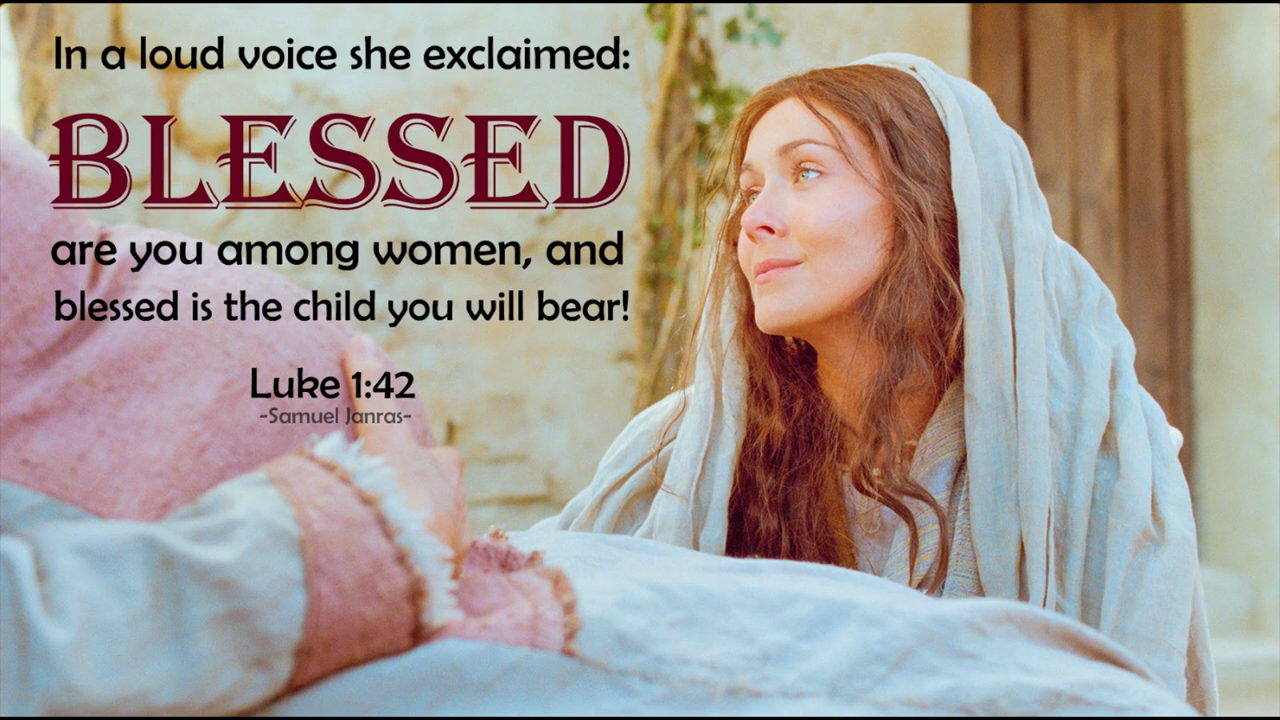 In a loud voice she exclaimed:
BLESSED
are you among women, and
blessed is the child you will bear!
Luke 1:42
-Samuel Janras-